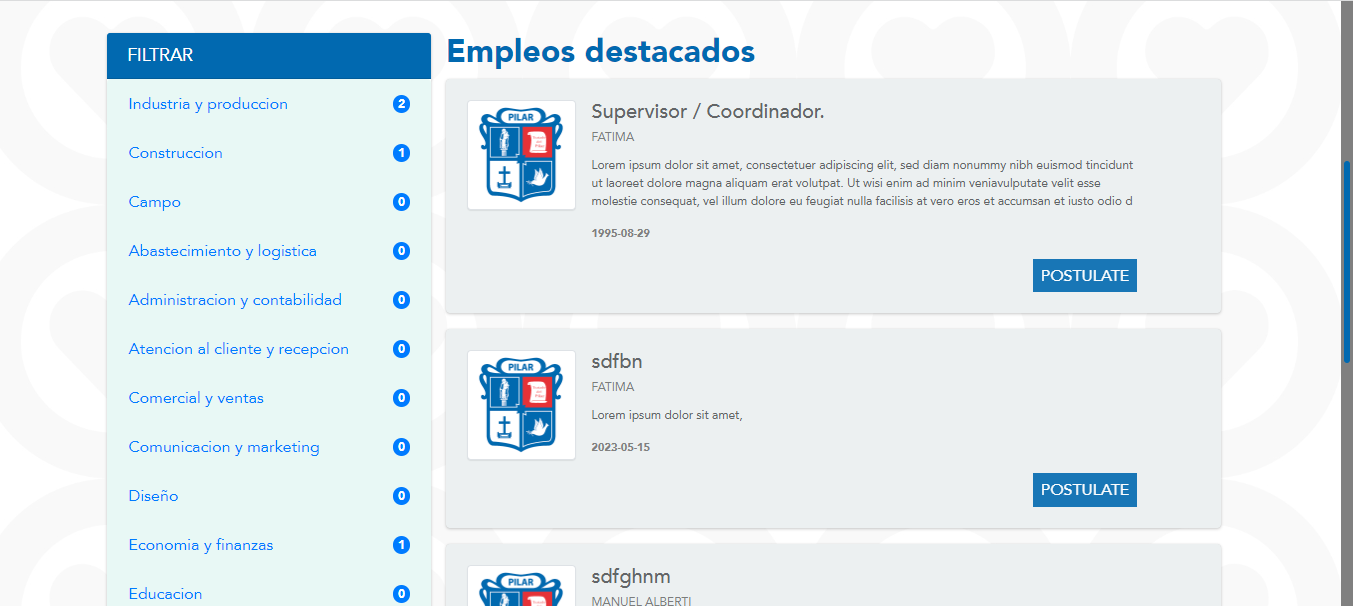 FILTRAR
Industria y produccion 2
Construccion 1
Campo 0
Abastecimiento y logistica 0
Administracion y contabilidad 0
Atencion al cliente y recepcion 0
Comercial y ventas 0
Comunicacion y marketing 0
Diseño 0
Economia y finanzas 1
Educacion 0
Empleos destacados
PILAR
Supervisor / Coordinador.
FATIMA
Lorem ipsum dolor sit amet, consectetuer adipiscing elit, sed diam nonummy nibh euismod tincidunt
ut laoreet dolore magna aliquam erat volutpat. Ut wisi enim ad minim veniavulputate velit esse
molestie consequat, vel illum dolore eu feugiat nulla facilisis at vero eros et accumsan et iusto odio d
1995-08-29
POSTULATE
PILAR
sdfbn
FATIMA
Lorem ipsum dolor sit amet,
2023-05-15
POSTULATE
PILAR
sdfghnm
MANUEL ALBERTI